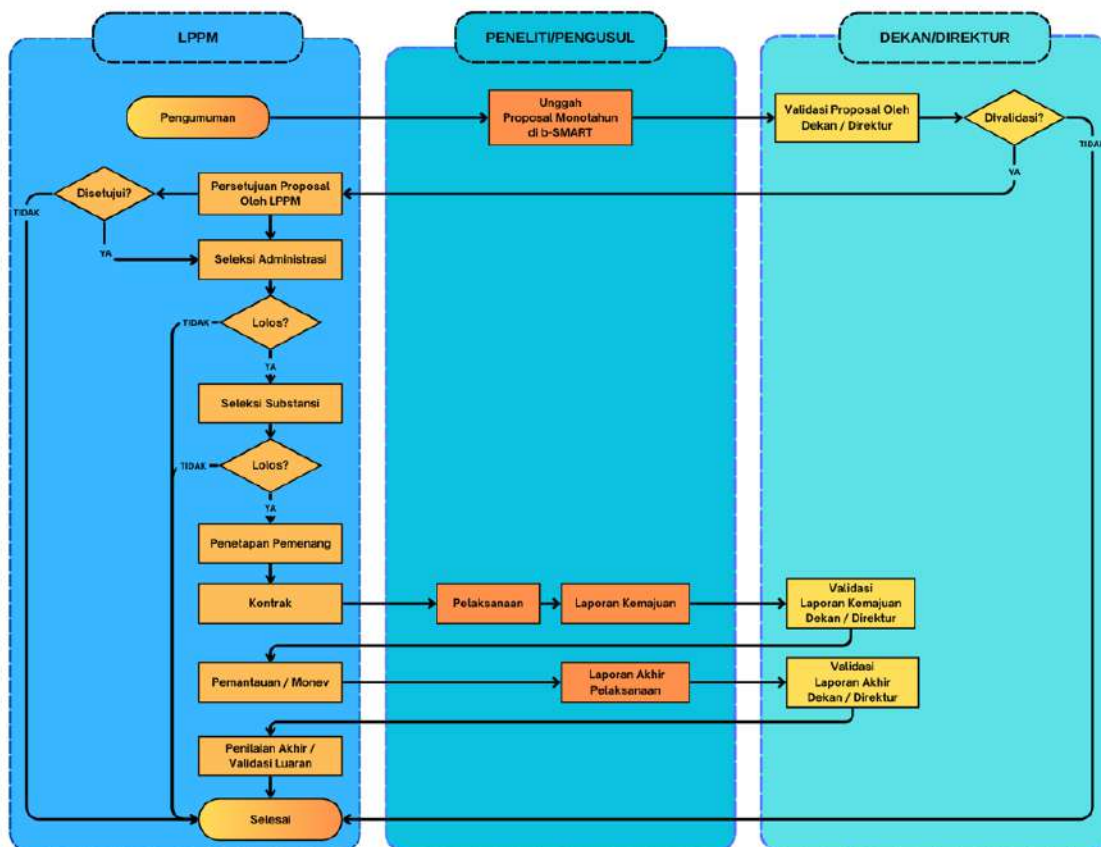 LPPM
PENELITI/PENGUSUL
DEKAN/DIREKTUR
Pengumuman
Unggah
Proposal Monotahun
di b-SMART
Validasi Proposal Oleh
Dekan / Direktur
Divalidasi?
TIDAK
YA
Disetujui?
Persetujuan Proposal
Oleh LPPM
TIDAK
YA
Seleksi Administrasi
Lolos?
TIDAK
YA
Seleksi Substansi
Lolos?
TIDAK
YA
Penetapan Pemenang
Kontrak
Pelaksanaan
Laporan Kemajuan
Validasi
Laporan Kemajuan
Dekan / Direktur
Pemantauan / Monev
Laporan Akhir
Pelaksanaan
Validasi
Laporan Akhir
Dekan / Direktur
Penilaian Akhir /
Validasi Luaran
Selesai